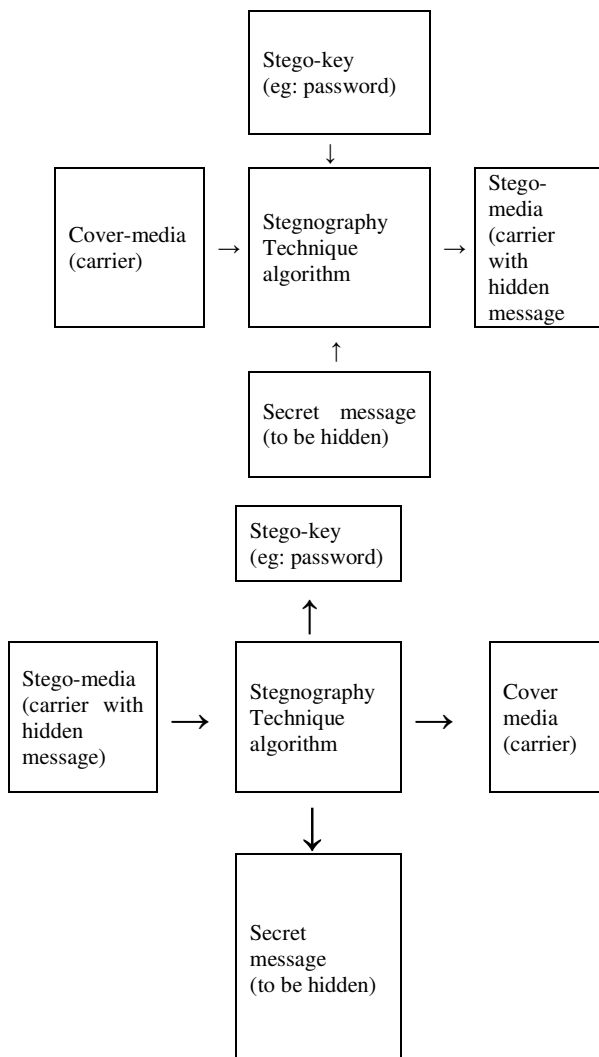 Stego-key
(eg: password)
↓
Cover-media
(carrier)
→
Stegnography
Technique
algorithm
→
Stego-
media
(carrier
with
hidden
message
↑
Secret message
(to be hidden)
Stego-key
(eg: password)
↑
Stego-media
(carrier with
hidden
message)
→
Stegnography
Technique
algorithm
→
Cover
media
(carrier)
↓
Secret
message
(to be hidden)